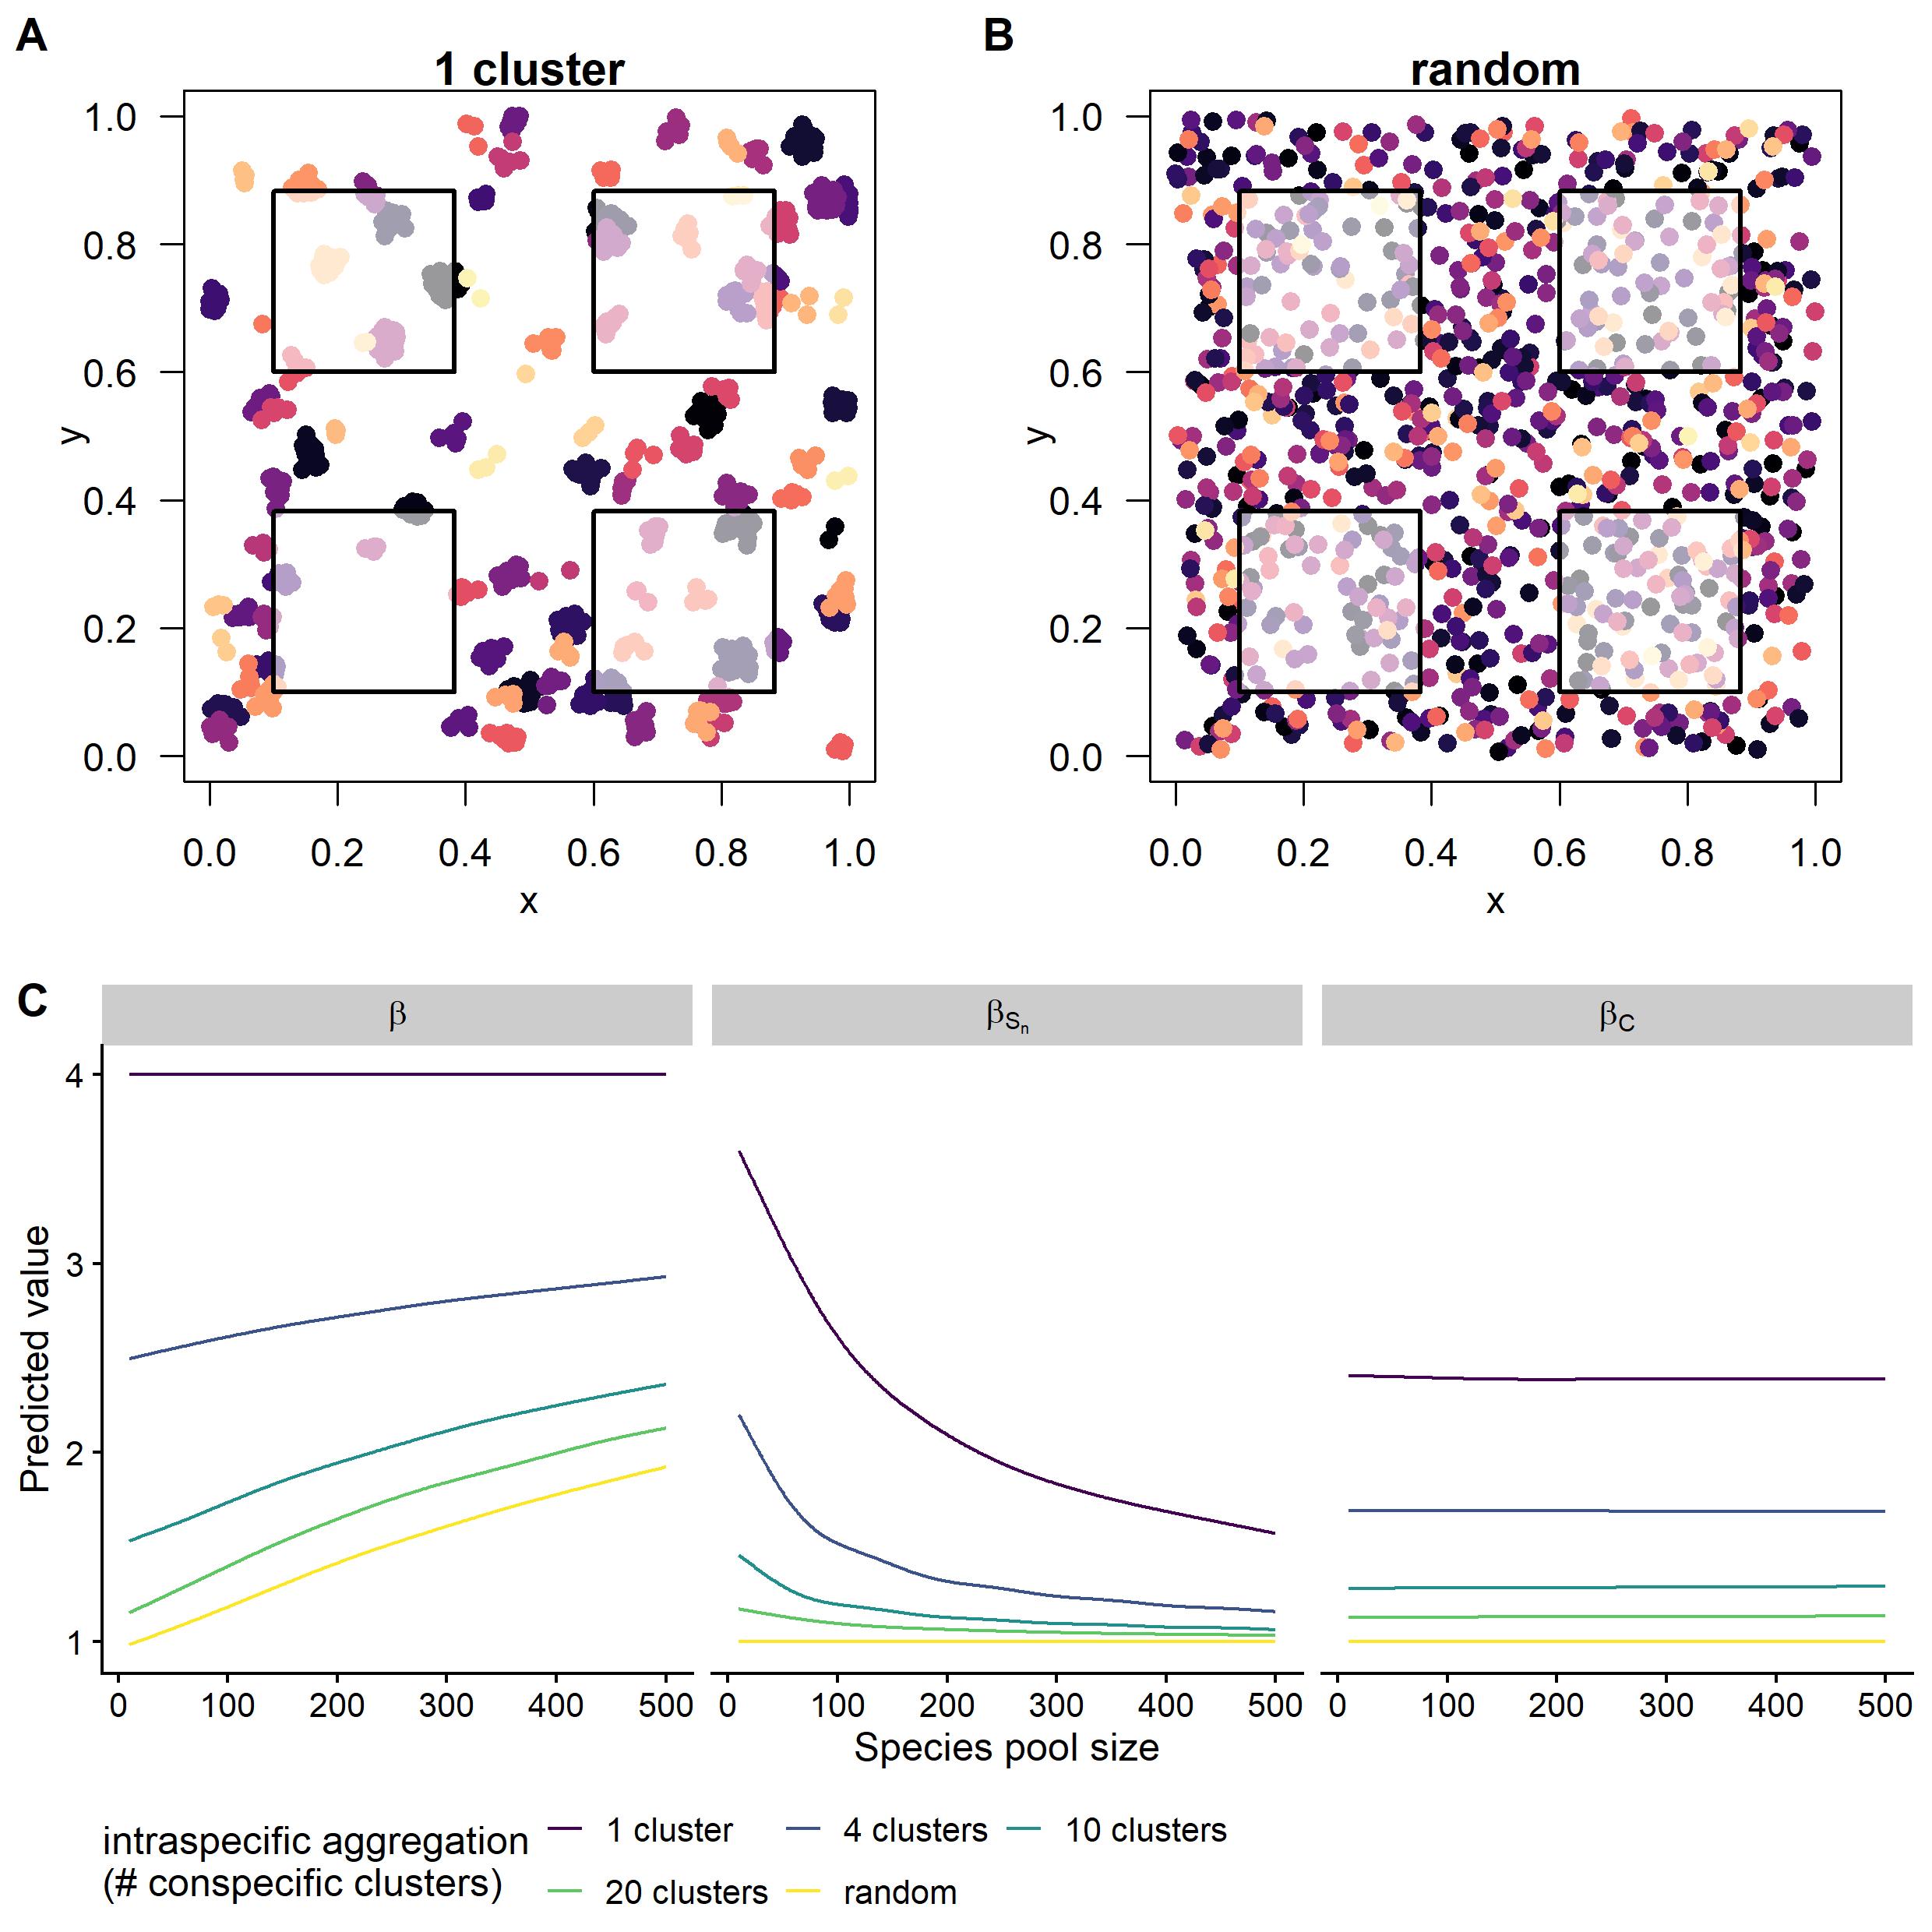 A
1 cluster
1.0
0.8
0.6
0.4
0.2
0.0
y
0.0 0.2 0.4 0.6 0.8 1.0
x
B
random
1.0
0.8
0.6
0.4
0.2
0.0
y
0.0 0.2 0.4 0.6 0.8 1.0
x
C
β
βSn
βC
Predicted value
4
3
2
1
0 100 200 300 400 500
0 100 200 300 400 500
0 100 200 300 400 500
Species pool size
intraspecific aggregation
(# conspecific clusters)
1 cluster
4 clusters
10 clusters
20 clusters
random